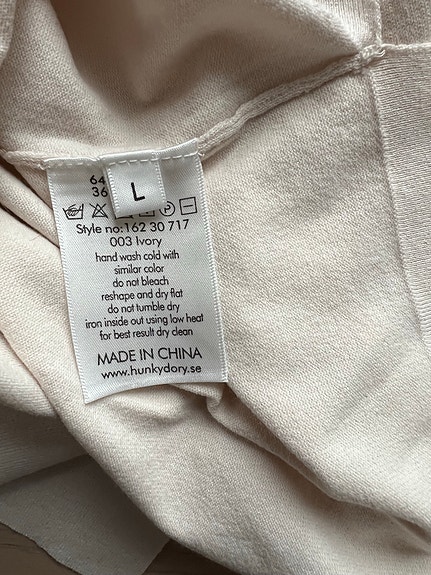 64
36
L
P
Style no:162 30 717
003 Ivory
hand wash cold with
similar color
do not bleach
reshape and dry flat
do not tumble dry
iron inside out using low heat
for best result dry clean
MADE IN CHINA
www.hunkydory.se